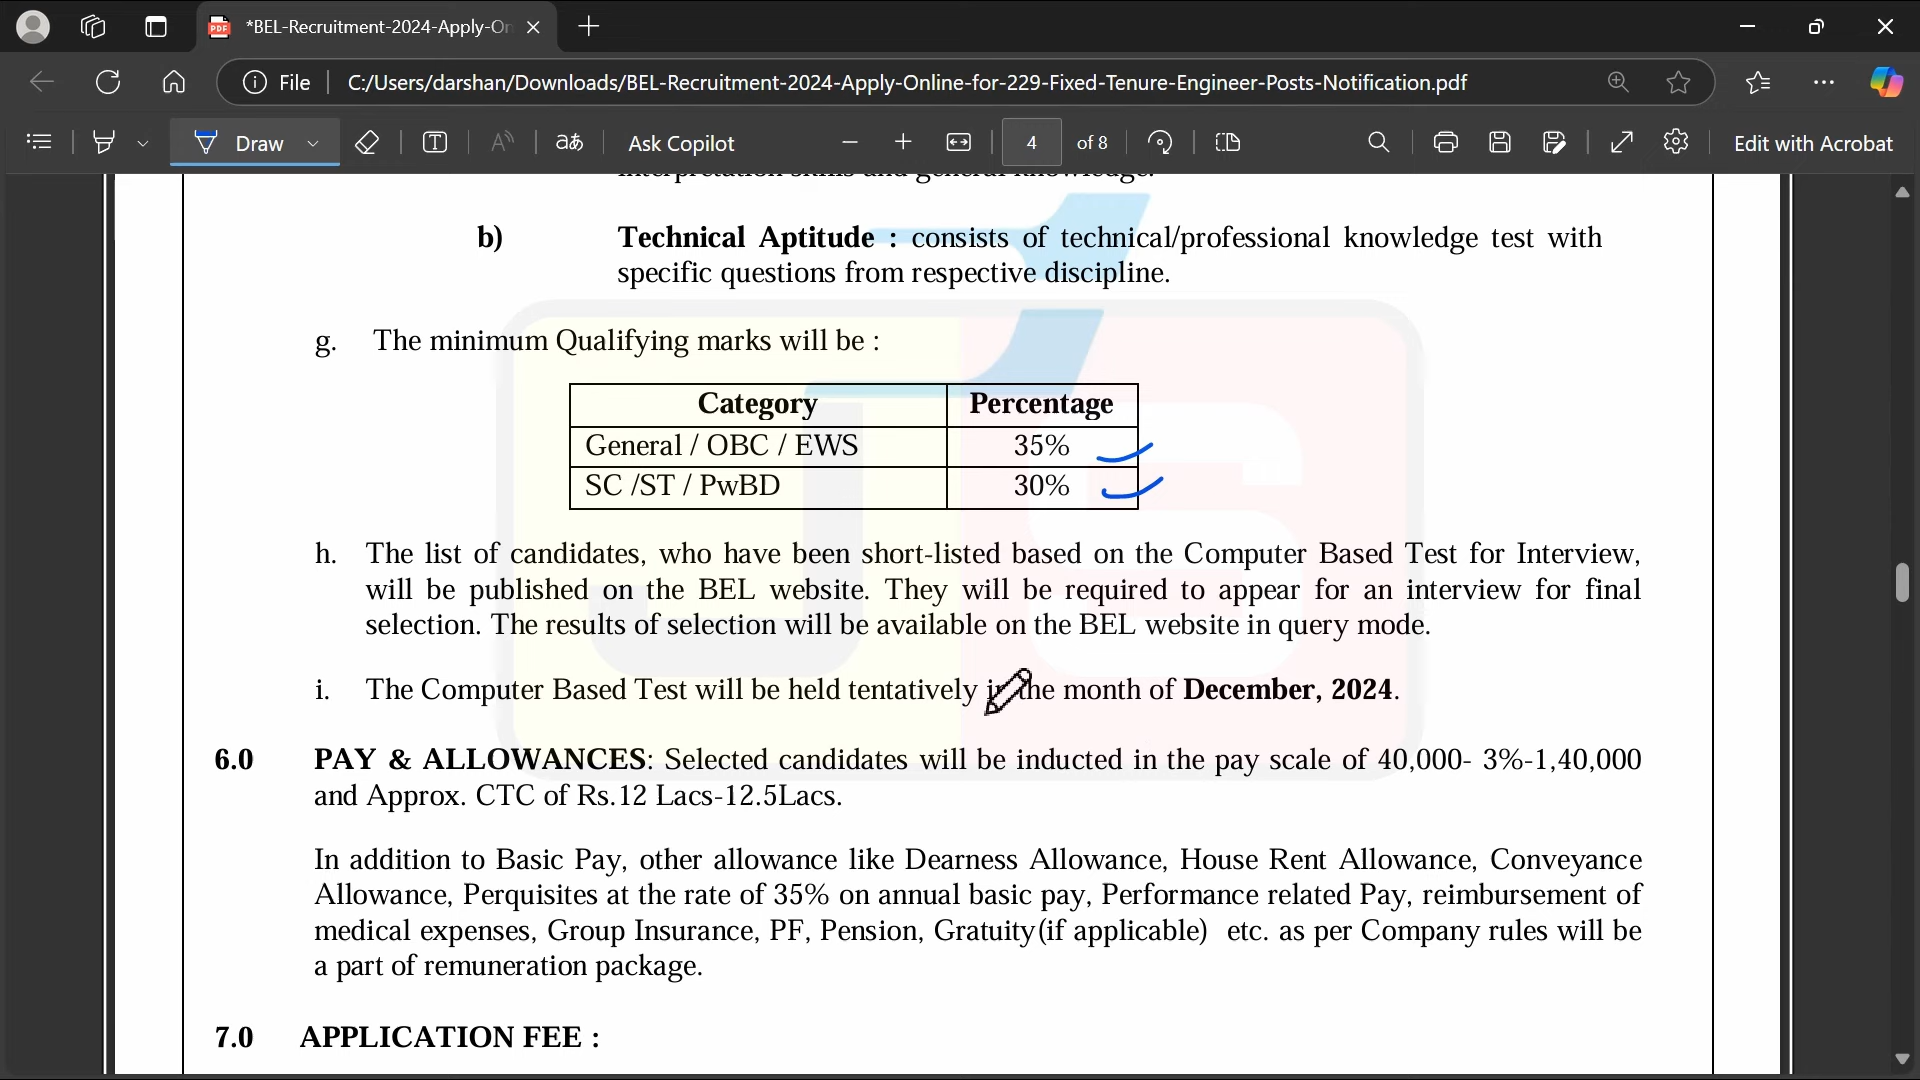 *BEL-Recruitment-2024-Apply-On
File
C:/Users/darshan/Downloads/BEL-Recruitment-2024-Apply-Online-for-229-Fixed-Tenure-Engineer-Posts-Notification.pdf
Draw
Ask Copilot
4 of 8
Edit with Acrobat
interpretation skills and general knowledge.
b) Technical Aptitude : consists of technical/professional knowledge test with
specific questions from respective discipline.
g. The minimum Qualifying marks will be :
Category Percentage
General / OBC / EWS 35%
SC /ST / PwBD 30%
h. The list of candidates, who have been short-listed based on the Computer Based Test for Interview,
will be published on the BEL website. They will be required to appear for an interview for final
selection. The results of selection will be available on the BEL website in query mode.
i. The Computer Based Test will be held tentatively in the month of December, 2024.
6.0 PAY & ALLOWANCES: Selected candidates will be inducted in the pay scale of 40,000- 3%-1,40,000
and Approx. CTC of Rs.12 Lacs-12.5Lacs.
In addition to Basic Pay, other allowance like Dearness Allowance, House Rent Allowance, Conveyance
Allowance, Perquisites at the rate of 35% on annual basic pay, Performance related Pay, reimbursement of
medical expenses, Group Insurance, PF, Pension, Gratuity(if applicable) etc. as per Company rules will be
a part of remuneration package.
7.0 APPLICATION FEE :